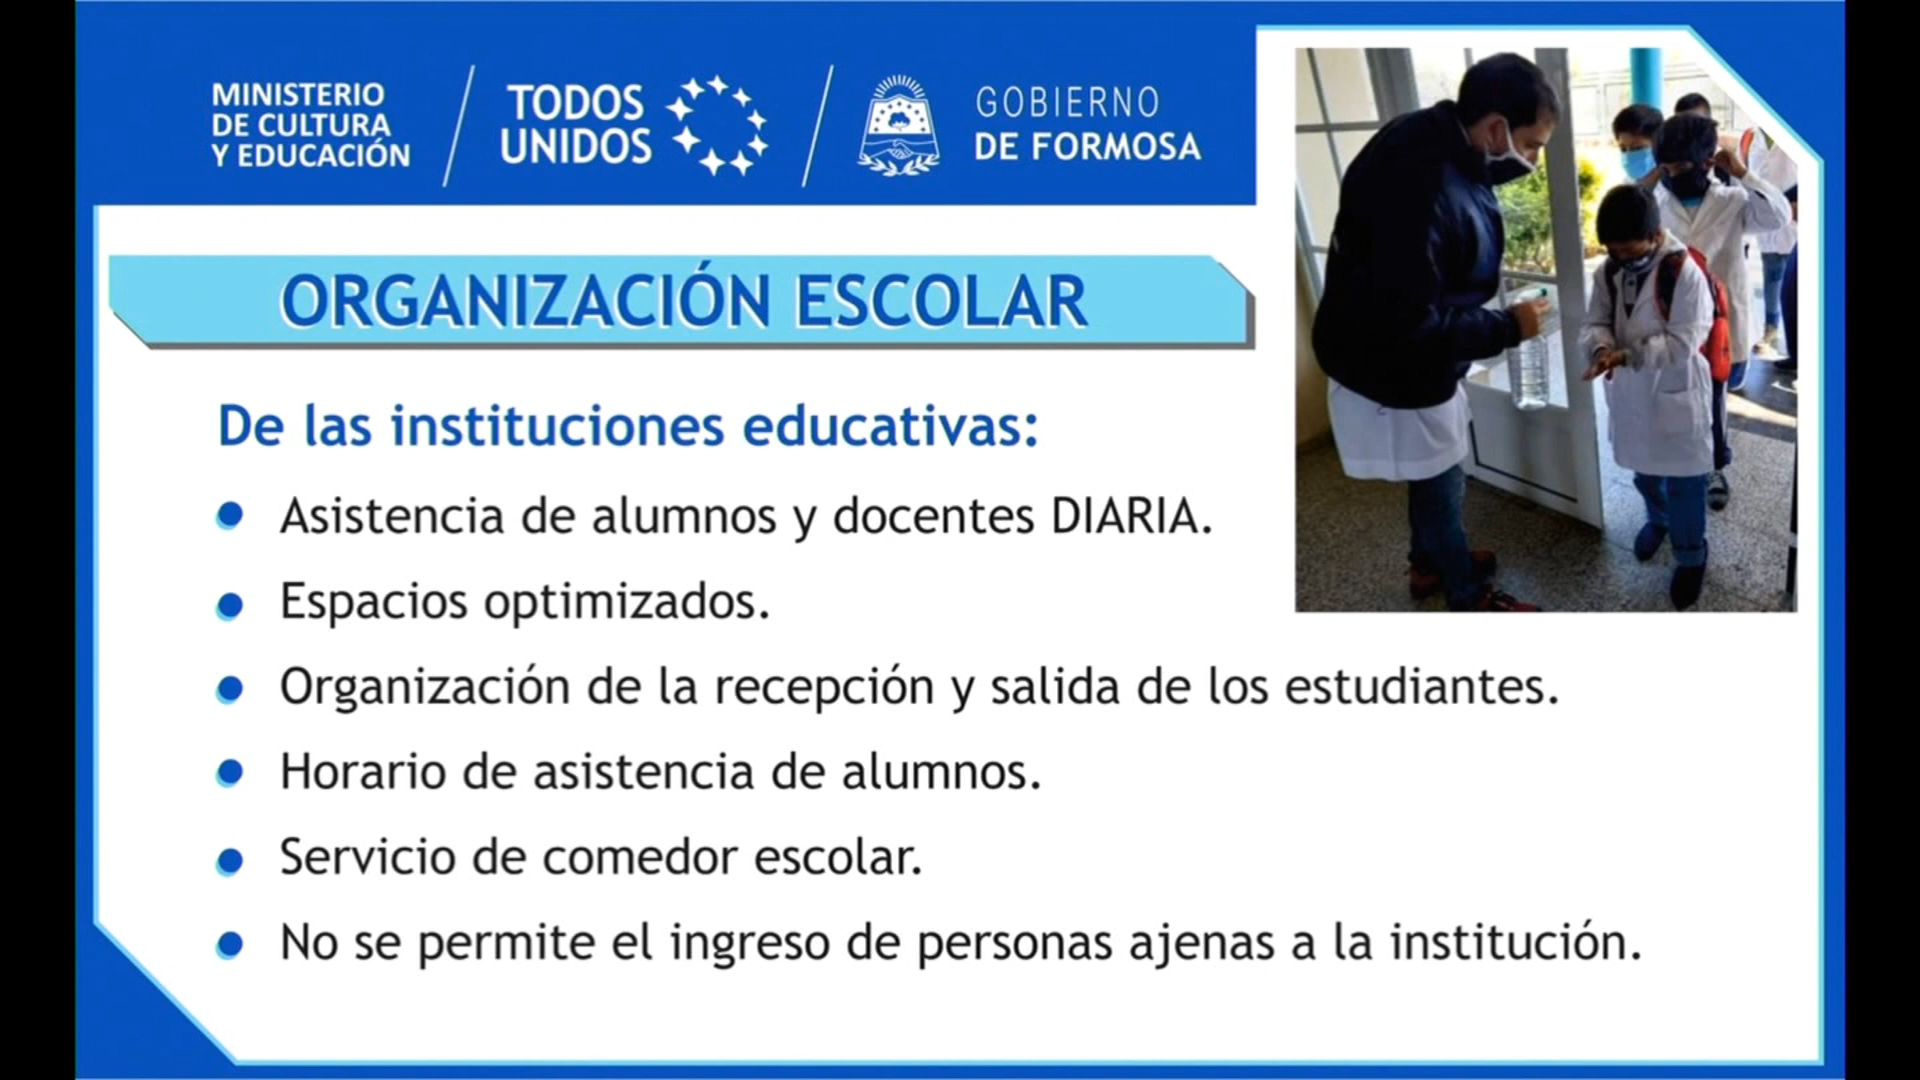 MINISTERIO
DE CULTURA
Y EDUCACIÓN
TODOS
UNIDOS
GOBIERNO
DE FORMOSA
ORGANIZACIÓN ESCOLAR
De las instituciones educativas:
Asistencia de alumnos y docentes DIARIA.
Espacios optimizados.
Organización de la recepción y salida de los estudiantes.
Horario de asistencia de alumnos.
Servicio de comedor escolar.
No se permite el ingreso de personas ajenas a la institución.